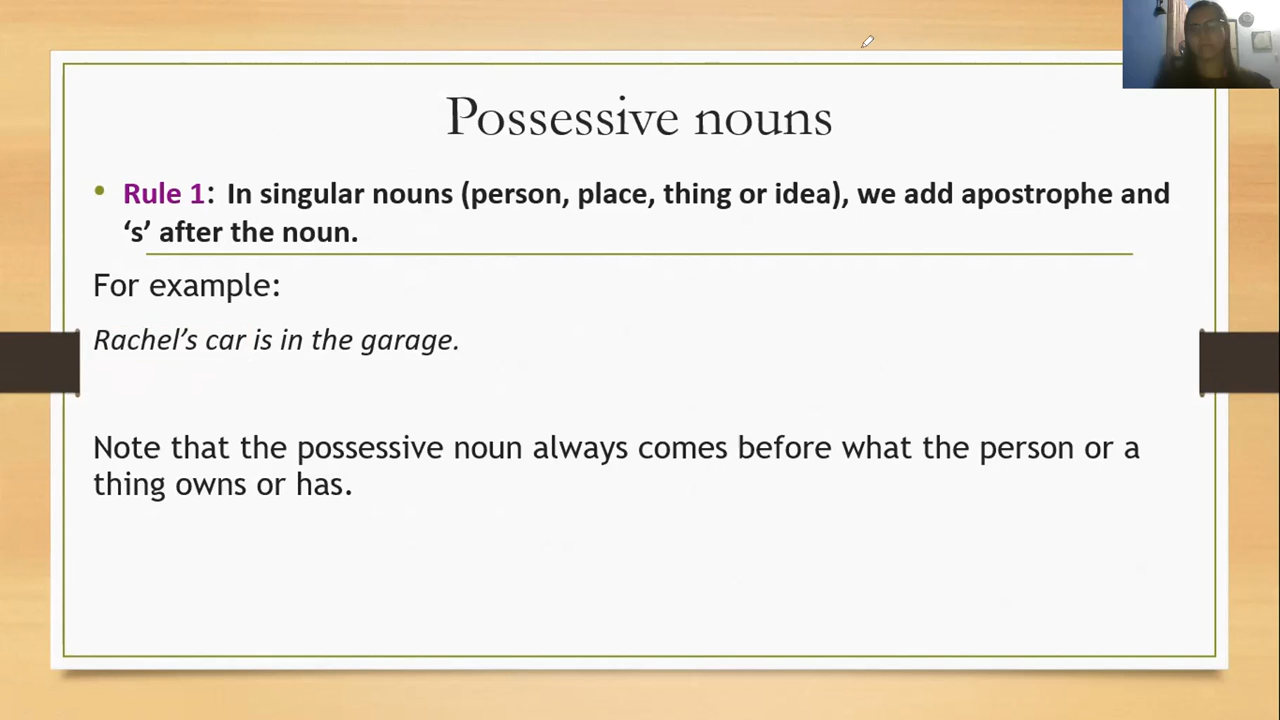 Possessive nouns
• Rule 1: In singular nouns (person, place, thing or idea), we add apostrophe and
‘s’ after the noun.
For example:
Rachel’s car is in the garage.
Note that the possessive noun always comes before what the person or a
thing owns or has.